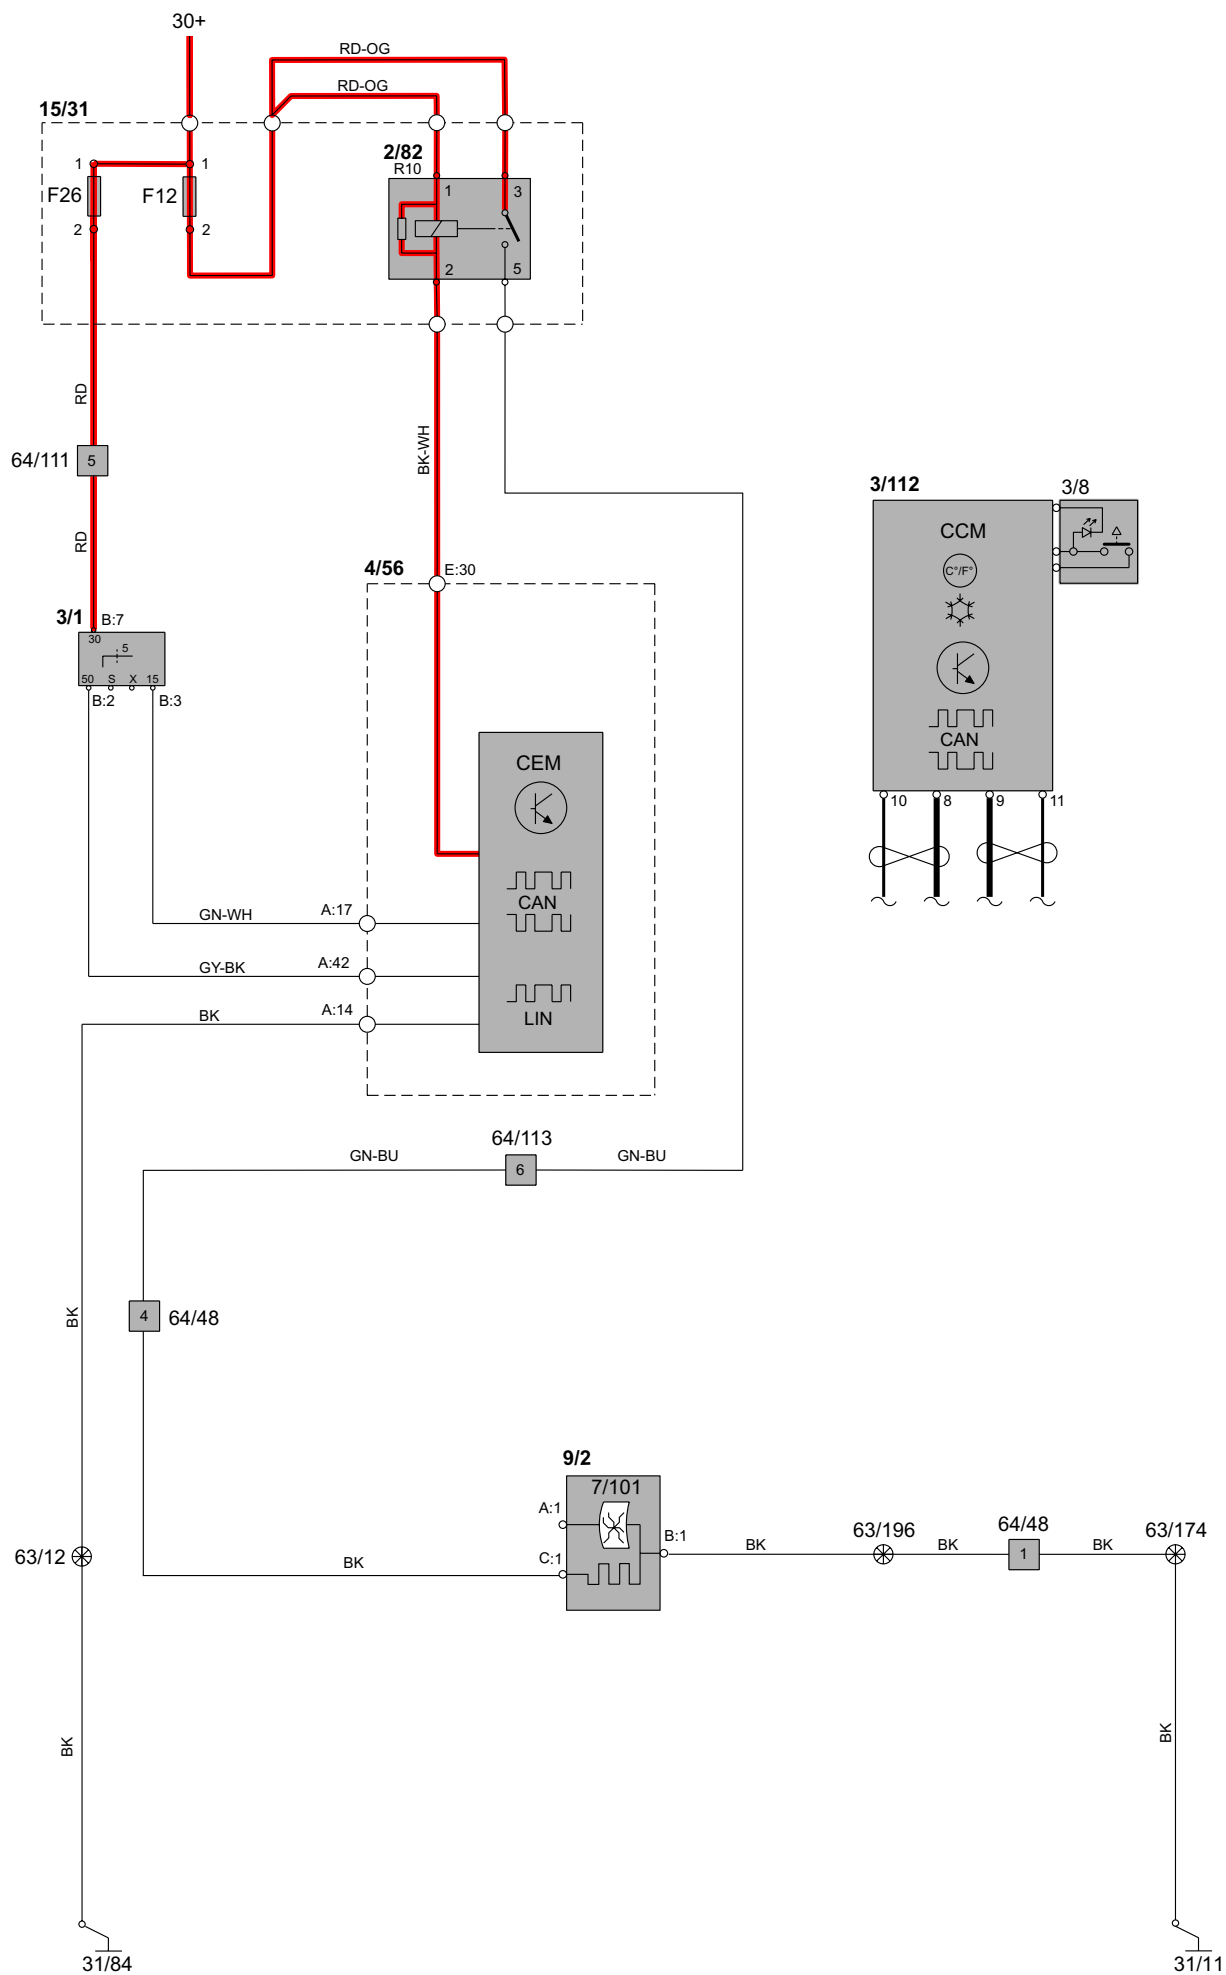 30+
RD-OG
RD-OG
15/31
2/82
R10
1
1
F26
F12
2
2
1
3
2
5
RD
64/111
5
BK-WH
RD
3/112
3/8
CCM
C°/F°
CAN
10
8
9
11
4/56
E:30
3/1
B:7
30
5
50
S
X
15
B:2
B:3
CEM
CAN
LIN
GN-WH
A:17
GY-BK
A:42
BK
A:14
64/113
GN-BU
6
GN-BU
BK
4
64/48
9/2
7/101
A:1
B:1
C:1
BK
63/12
BK
63/196
BK
64/48
1
BK
63/174
BK
BK
31/84
31/11